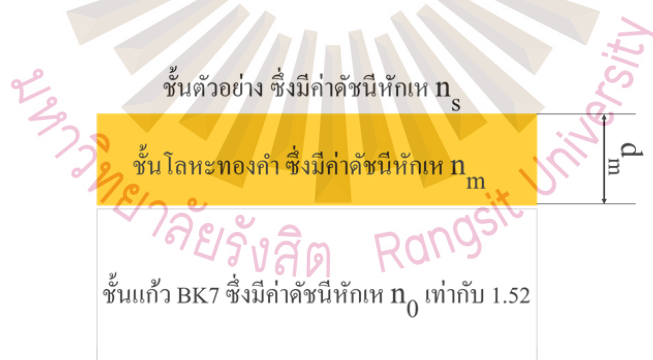 ชั้นตัวอย่าง ซึ่งมีค่าดัชนีหักเห n_s
ชั้นโลหะทองคำ ซึ่งมีค่าดัชนีหักเห n_m
d_m
ชั้นแก้ว BK7 ซึ่งมีค่าดัชนีหักเห n_0 เท่ากับ 1.52
มหาวิทยาลัยรังสิต Rangsit University